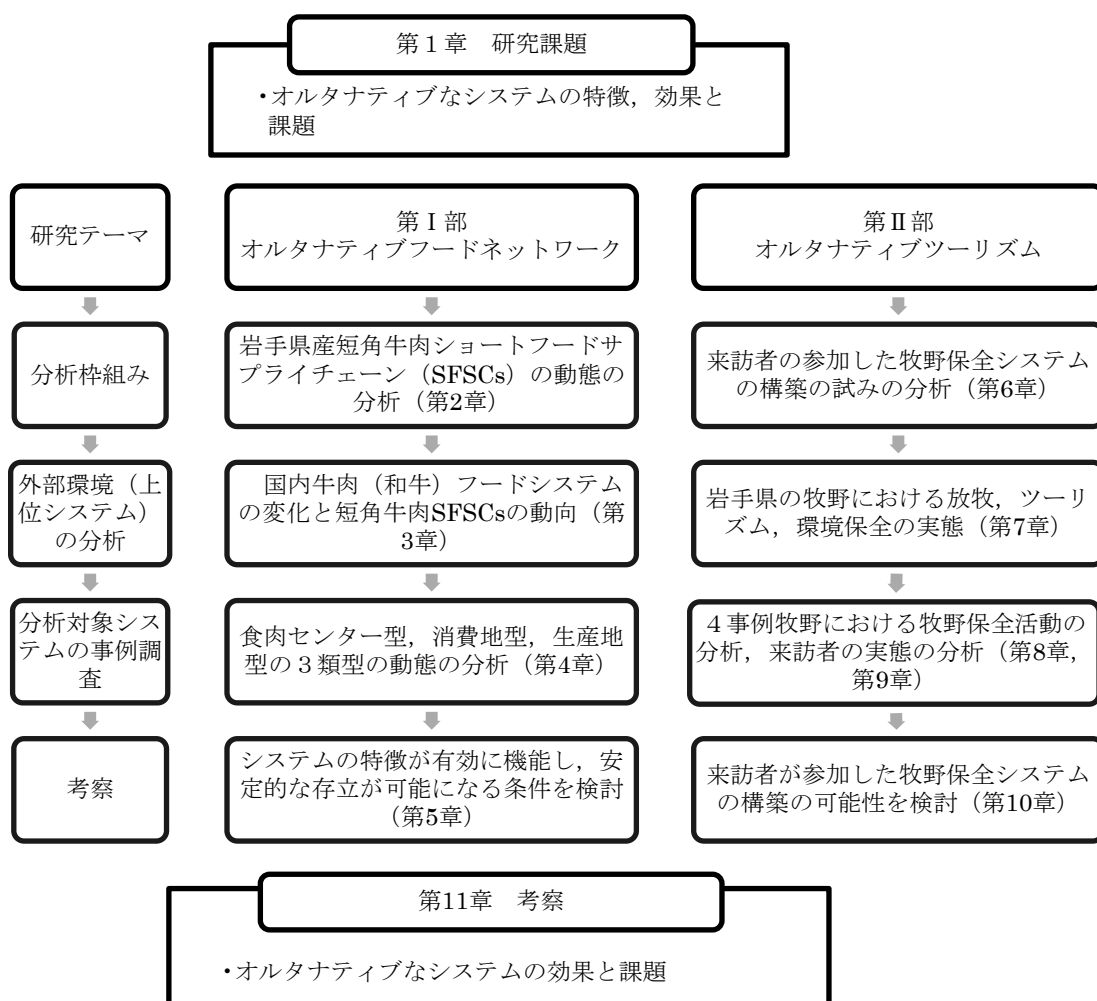 第１章　研究課題
・オルタナティブなシステムの特徴，効果と
課題
研究テーマ
第Ⅰ部
オルタナティブフードネットワーク
第Ⅱ部
オルタナティブツーリズム
分析枠組み
岩手県産短角牛肉ショートフードサ
プライチェーン（SFSCs）の動態の
分析（第2章）
来訪者の参加した牧野保全システム
の構築の試みの分析（第6章）
外部環境（上
位システム）
の分析
国内牛肉（和牛）フードシステム
の変化と短角牛肉SFSCsの動向（第
3章）
岩手県の牧野における放牧，ツーリ
ズム，環境保全の実態（第7章）
分析対象シス
テムの事例調
査
食肉センター型，消費地型，生産地
型の３類型の動態の分析（第4章）
４事例牧野における牧野保全活動の
分析，来訪者の実態の分析（第8章，
第9章）
考察
システムの特徴が有効に機能し，安
定的な存立が可能になる条件を検討
（第5章）
来訪者が参加した牧野保全システム
の構築の可能性を検討（第10章）
第11章　考察
・オルタナティブなシステムの効果と課題